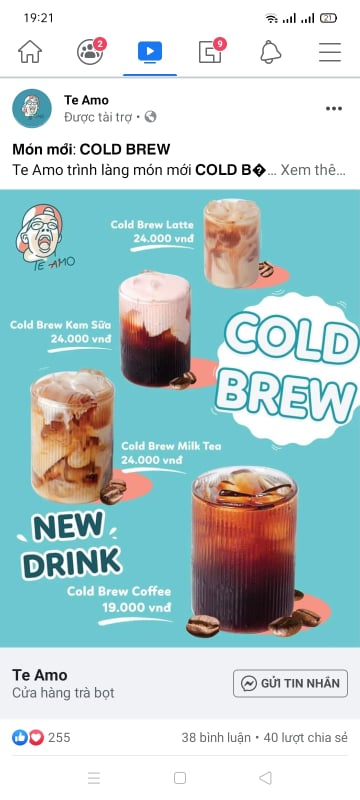 19:21
21
2
9
Te Amo
Được tài trợ
Món mới: COLD BREW
Te Amo trình làng món mới COLD B�... Xem thê...
TE AMO
Cold Brew Latte
24.000 vnđ
Cold Brew Kem Sữa
24.000 vnđ
COLD
BREW
Cold Brew Milk Tea
24.000 vnđ
NEW
DRINK
Cold Brew Coffee
19.000 vnđ
Te Amo
Cửa hàng trà bọt
GỬI TIN NHẮN
255
38 bình luận • 40 lượt chia sẻ